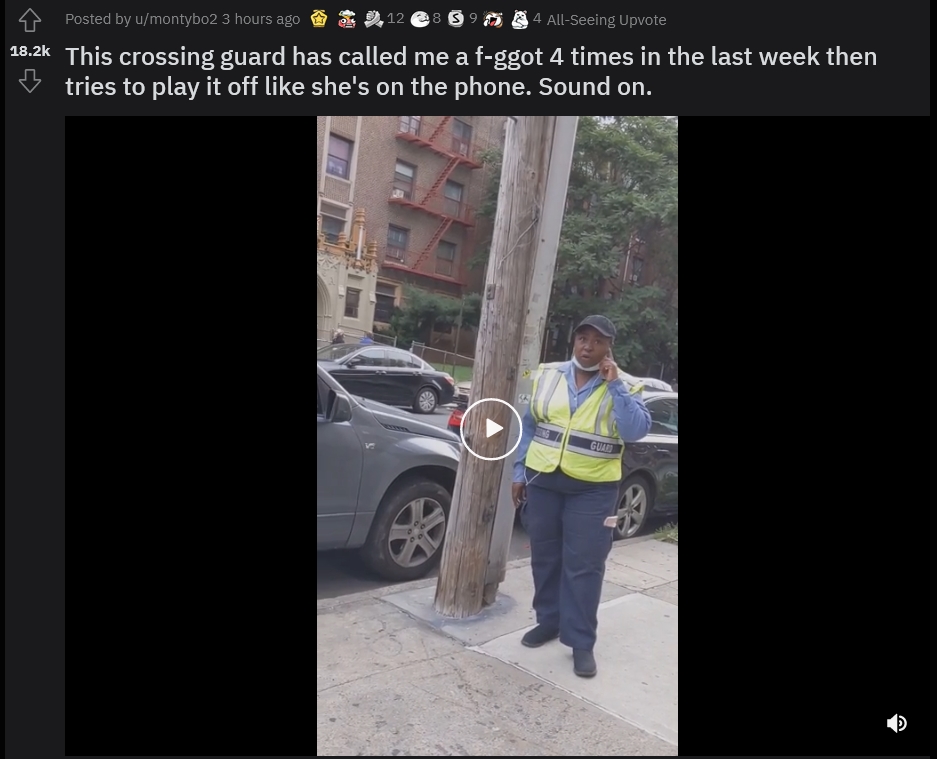 Posted by u/montybo2 3 hours ago 12 8 9 4 All-Seeing Upvote
18.2k
This crossing guard has called me a f-ggot 4 times in the last week then
tries to play it off like she's on the phone. Sound on.
GUARD